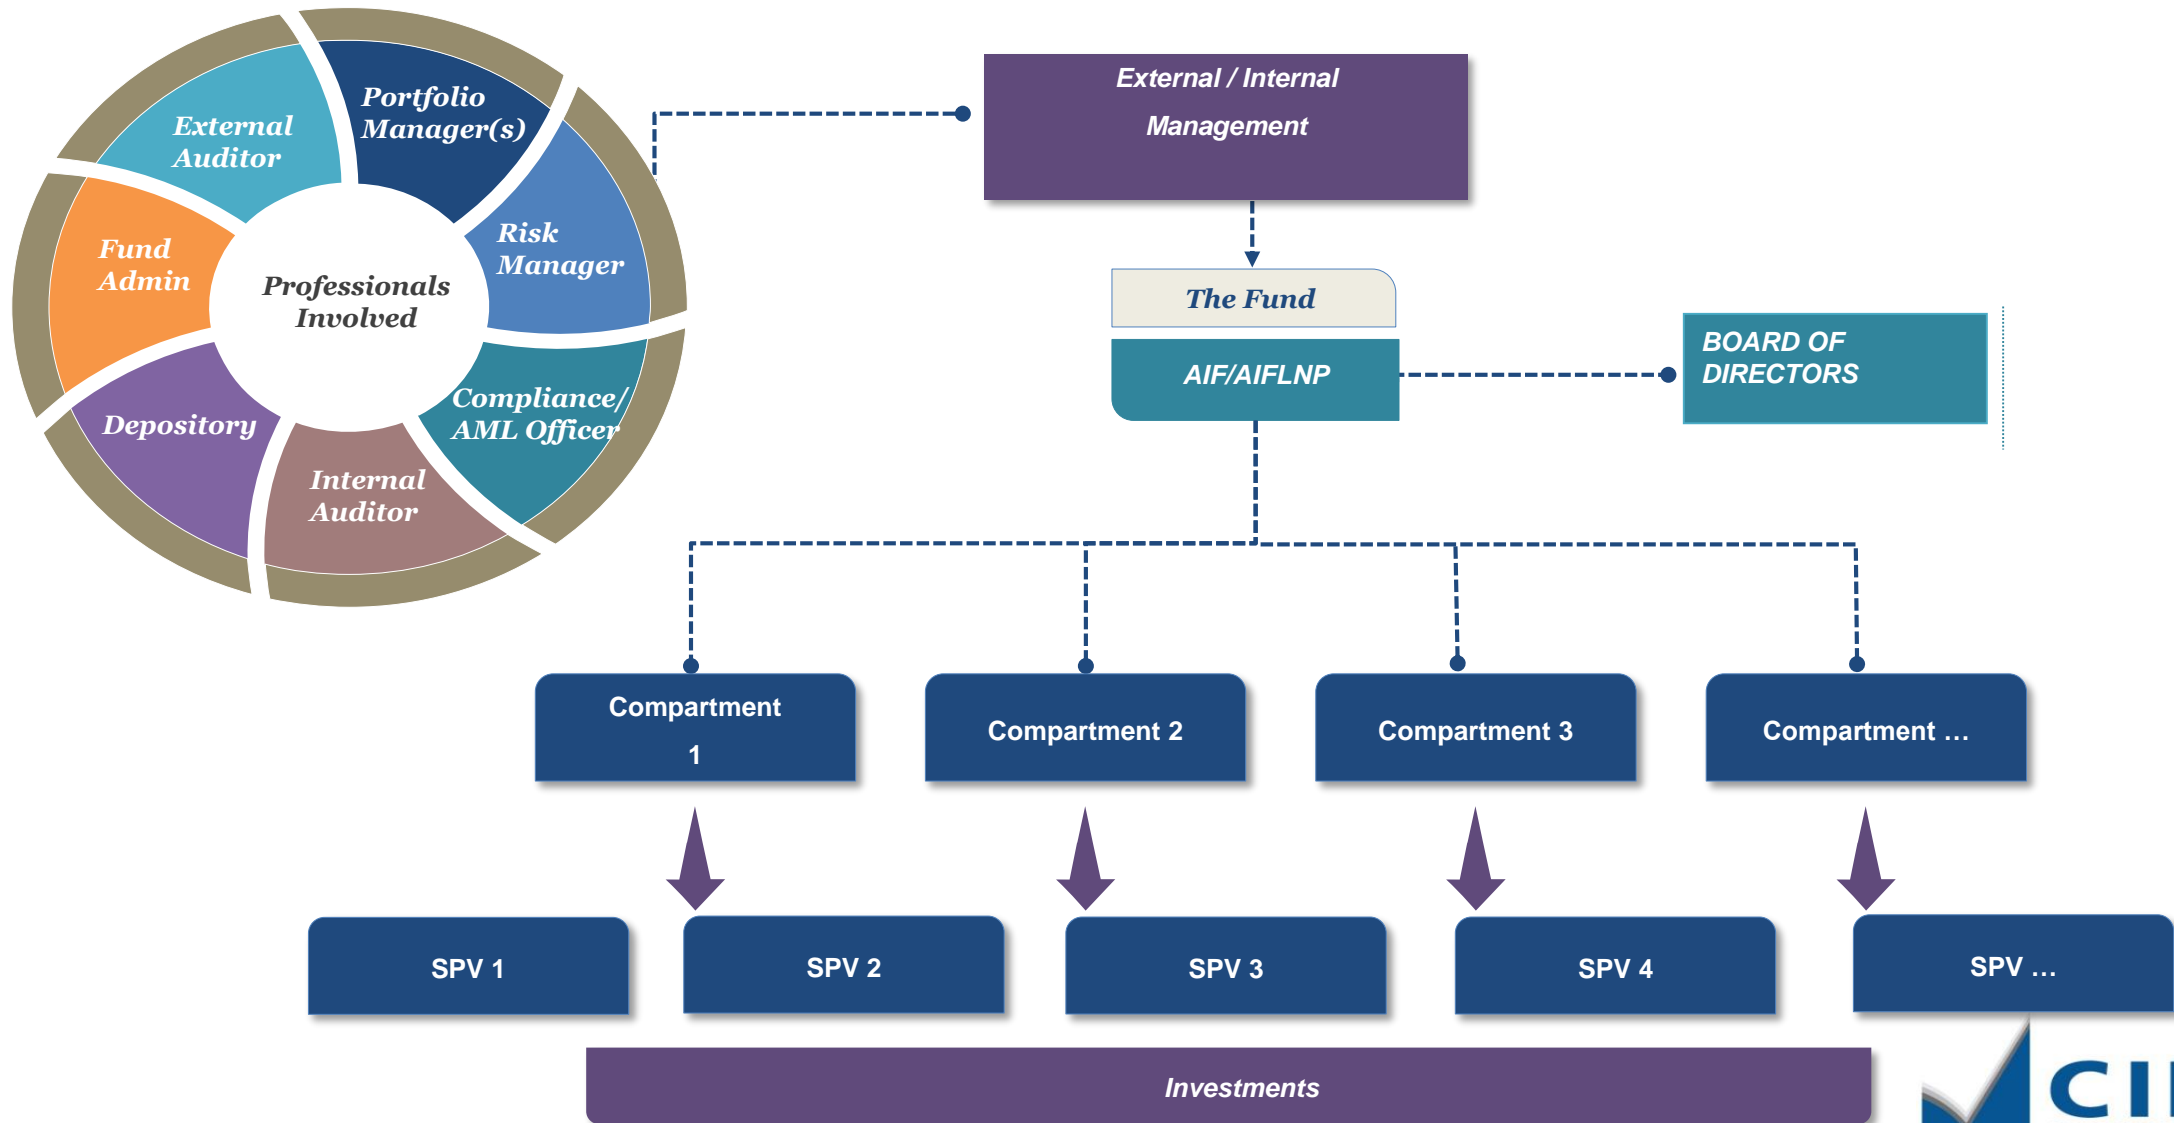 External / Internal
Management
Portfolio
Manager(s)
External
Auditor
Risk
Manager
Fund
Admin
Professionals
Involved
Compliance/
AML Officer
Depository
Internal
Auditor
The Fund
AIF/AIFLNP
BOARD OF
DIRECTORS
Compartment
1
Compartment 2
Compartment 3
Compartment …
SPV 1
SPV 2
SPV 3
SPV 4
SPV …
Investments